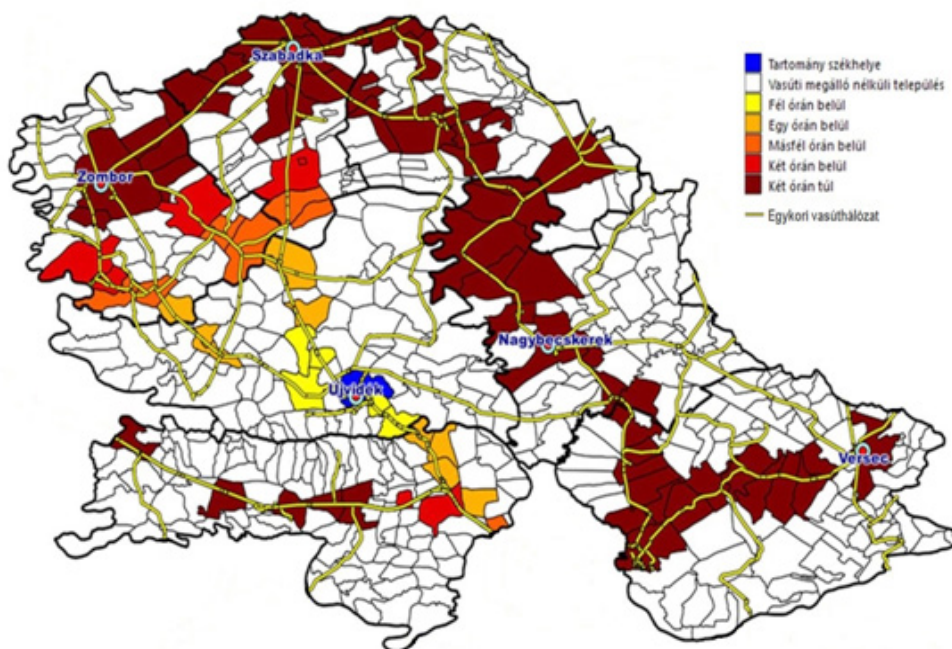 Szabadka
Tartomány székhelye
Vasúti megálló nélküli település
Fél órán belül
Egy órán belül
Másfél órán belül
Két órán belül
Két órán túl
Egykori vasúthálózat
Zombor
Nagybecskerek
Újvidék
Versec